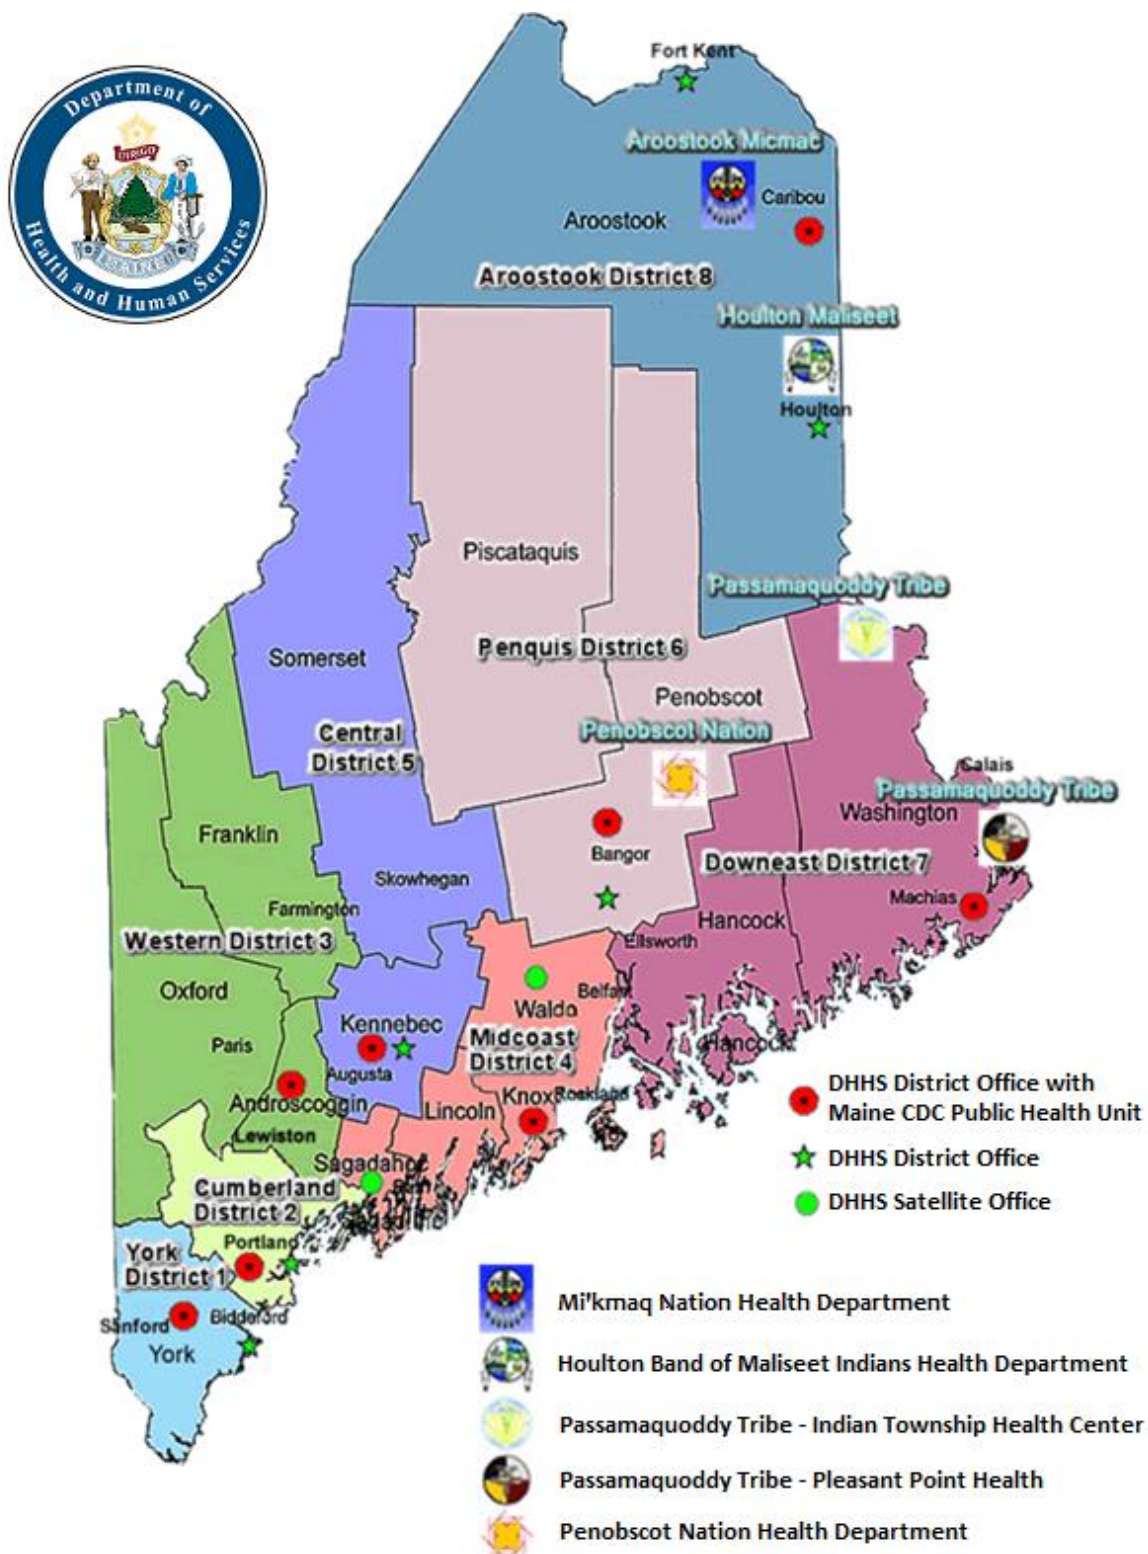 Department of
Health and Human Services
DIRIGO
Fort Kent
Aroostook Micmac
Caribou
Aroostook
Aroostook District 8
Houlton Maliseet
Houlton
Piscataquis
Passamaquoddy Tribe
Somerset
Penquis District 6
Penobscot
Penobscot Nation
Central
District 5
Calais
Passamaquoddy Tribe
Washington
Franklin
Bangor
Downeast District 7
Skowhegan
Machias
Farmington
Hancock
Western District 3
Ellsworth
Oxford
Belfast
Waldo
Kennebec
Midcoast
District 4
Hancock
Paris
Augusta
Androscoggin
Lincoln
Knox
Rockland
Lewiston
Sagadahoc
Cumberland
District 2
Portland
York
District 1
Sanford
Biddeford
York
DHHS District Office with
Maine CDC Public Health Unit
DHHS District Office
DHHS Satellite Office
Mi'kmaq Nation Health Department
Houlton Band of Maliseet Indians Health Department
Passamaquoddy Tribe - Indian Township Health Center
Passamaquoddy Tribe - Pleasant Point Health
Penobscot Nation Health Department